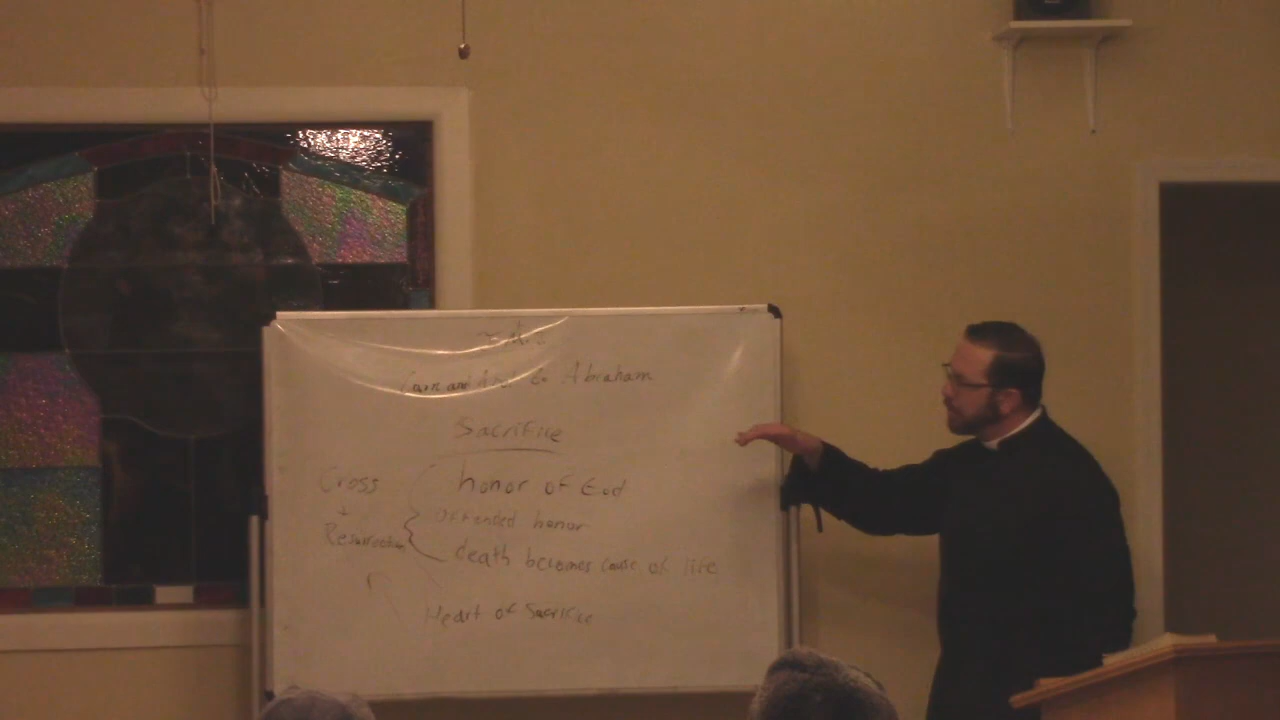 Cain and Abel & Abraham
Sacrifice
Cross
honor of God
offended honor
Resurrection
death becomes cause of life
Heart of Sacrifice